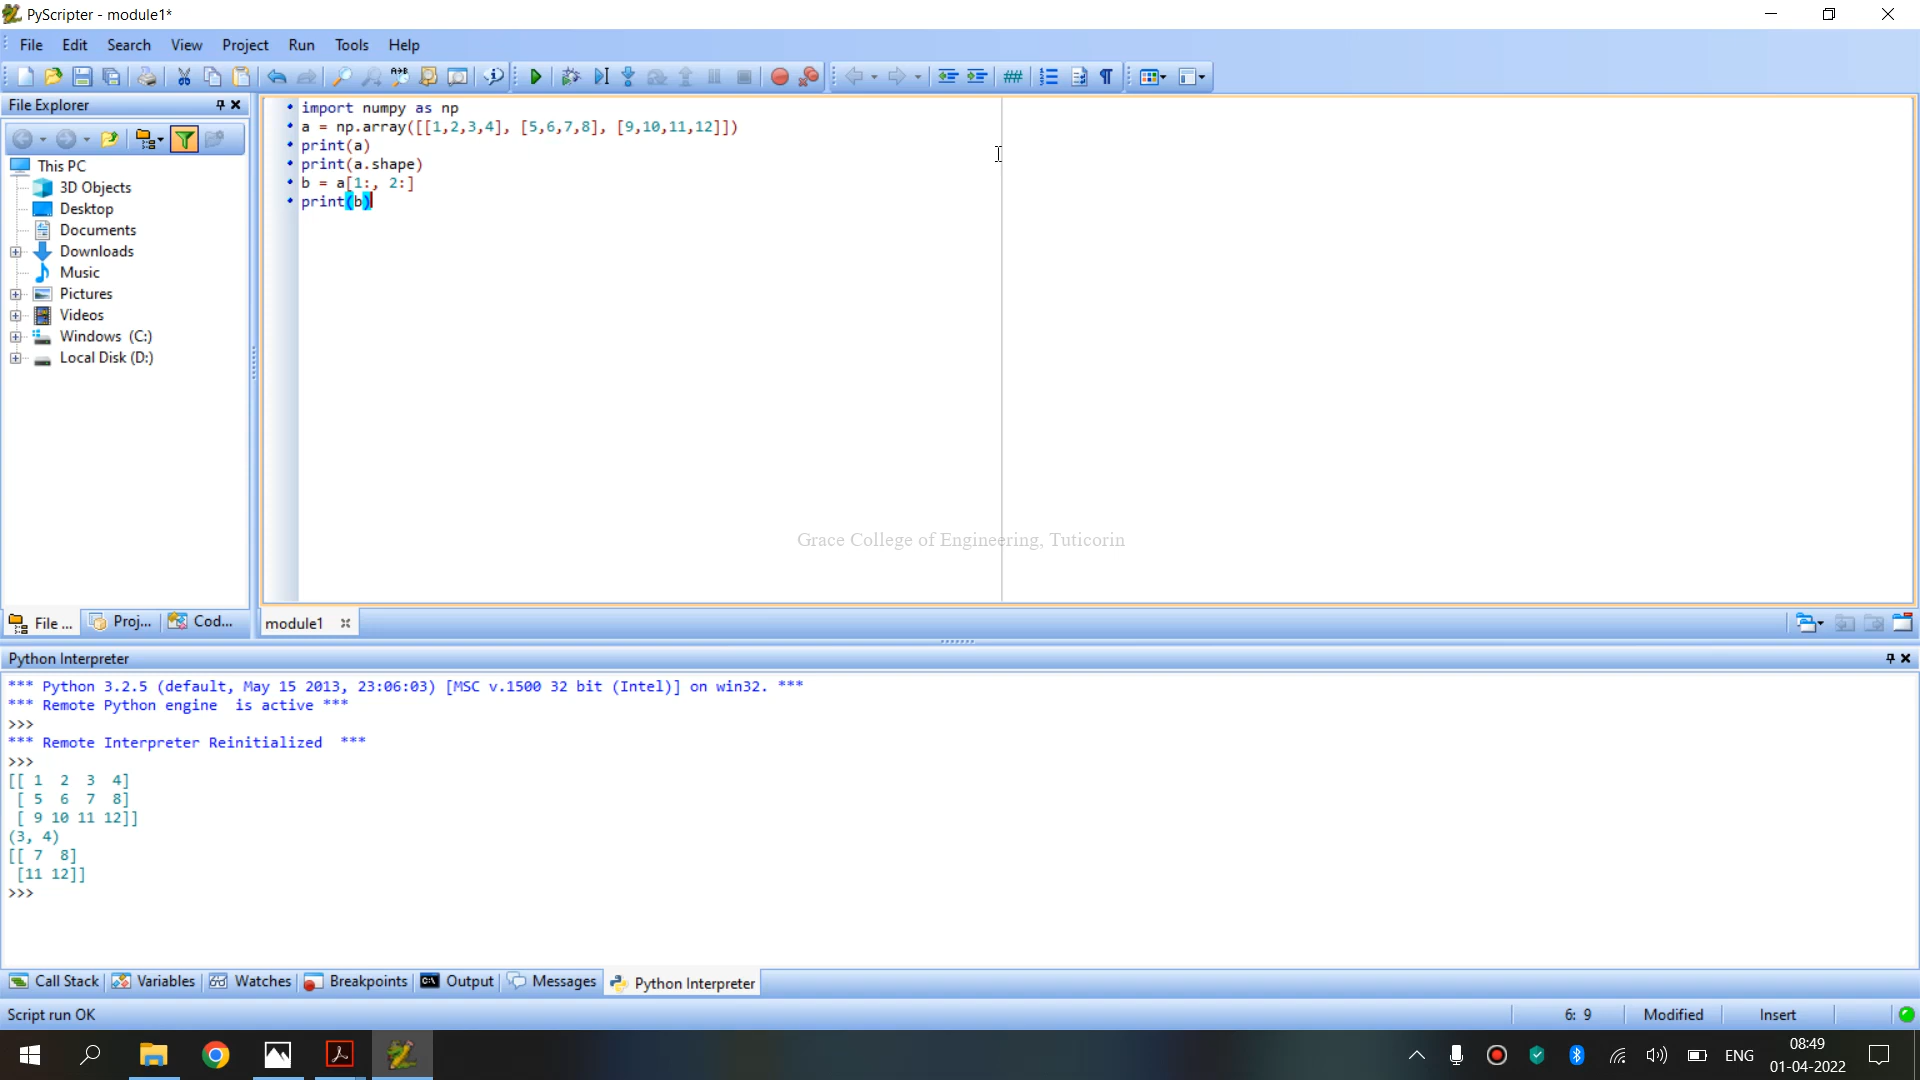 PyScripter - module1*
File Edit Search View Project Run Tools Help
File Explorer
This PC
3D Objects
Desktop
Documents
Downloads
Music
Pictures
Videos
Windows (C:)
Local Disk (D:)
File ... Proj... Cod...
import numpy as np
a = np.array([[1,2,3,4], [5,6,7,8], [9,10,11,12]])
print(a)
print(a.shape)
b = a[1:, 2:]
print(b)
Grace College of Engineering, Tuticorin
module1
Python Interpreter
*** Python 3.2.5 (default, May 15 2013, 23:06:03) [MSC v.1500 32 bit (Intel)] on win32. ***
*** Remote Python engine  is active ***
>>>
*** Remote Interpreter Reinitialized  ***
>>>
[[ 1  2  3  4]
 [ 5  6  7  8]
 [ 9 10 11 12]]
(3, 4)
[[ 7  8]
 [11 12]]
>>>
Call Stack Variables Watches Breakpoints Output Messages Python Interpreter
Script run OK 6: 9 Modified Insert
ENG
08:49
01-04-2022